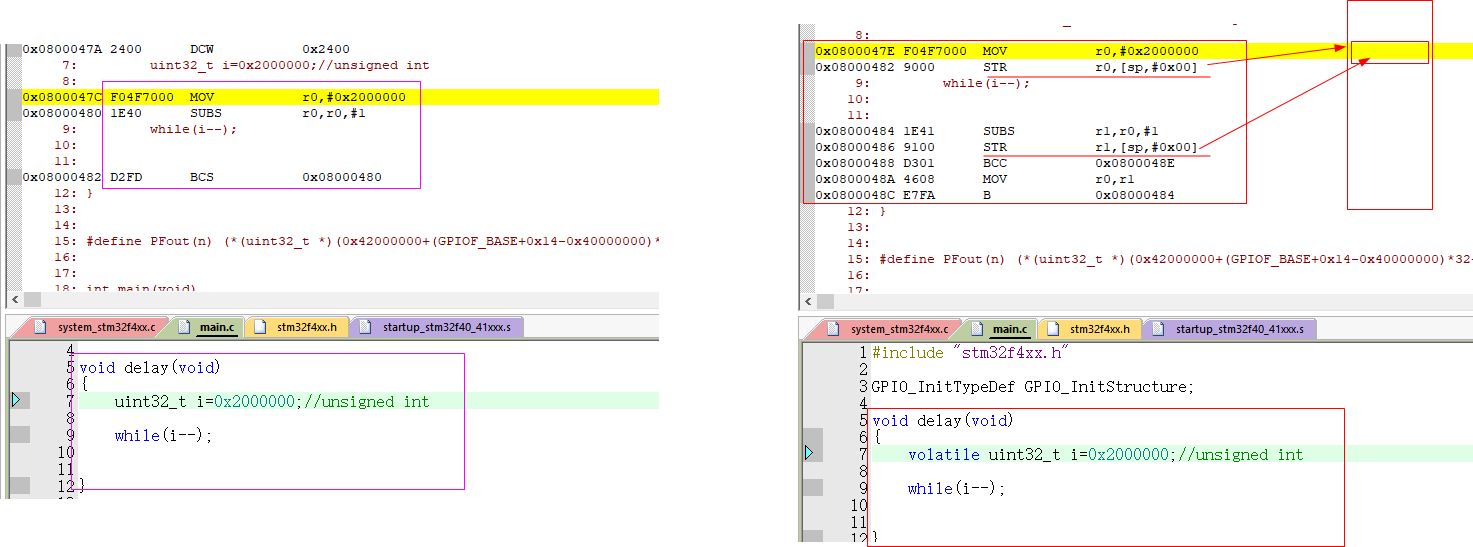 0x0800047A 2400 DCW 0x2400
7: uint32_t i=0x2000000;//unsigned int
8:
0x0800047C F04F7000 MOV r0,#0x2000000
0x08000480 1E40 SUBS r0,r0,#1
9: while(i--);
10:
11:
0x08000482 D2FD BCS 0x08000480
12: }
13:
14:
15: #define PFout(n) (*(uint32_t *)(0x42000000+(GPIOF_BASE+0x14-0x40000000)*
16:
17:
18: int main(void)
system_stm32f4xx.c main.c stm32f4xx.h startup_stm32f40_41xxx.s
4
5 void delay(void)
6 {
7 uint32_t i=0x2000000;//unsigned int
8
9 while(i--);
10
11
12 }
8:
0x0800047E F04F7000 MOV r0,#0x2000000
0x08000482 9000 STR r0,[sp,#0x00]
9: while(i--);
10:
11:
0x08000484 1E41 SUBS r1,r0,#1
0x08000486 9100 STR r1,[sp,#0x00]
0x08000488 D301 BCC 0x0800048E
0x0800048A 4608 MOV r0,r1
0x0800048C E7FA B 0x08000484
12: }
13:
14:
15: #define PFout(n) (*(uint32_t *)(0x42000000+(GPIOF_BASE+0x14-0x40000000)*32+
16:
17:
system_stm32f4xx.c main.c stm32f4xx.h startup_stm32f40_41xxx.s
1 #include "stm32f4xx.h"
2
3 GPIO_InitTypeDef GPIO_InitStructure;
4
5 void delay(void)
6 {
7 volatile uint32_t i=0x2000000;//unsigned int
8
9 while(i--);
10
11
12 }